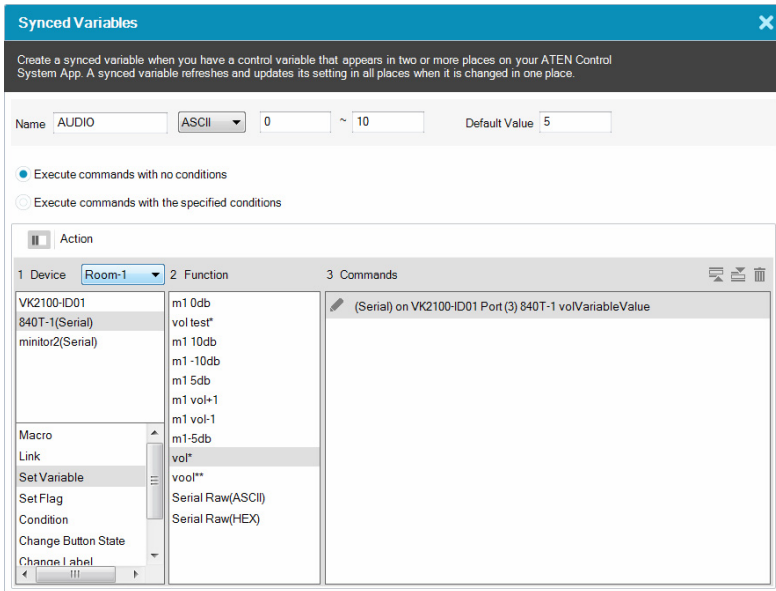 Synced Variables
Create a synced variable when you have a control variable that appears in two or more places on your ATEN Control
System App. A synced variable refreshes and updates its setting in all places when it is changed in one place.
Name AUDIO ASCII 0 ~ 10 Default Value 5
Execute commands with no conditions
Execute commands with the specified conditions
Action
1 Device Room-1 2 Function 3 Commands
VK2100-ID01
840T-1(Serial)
minitor2(Serial)
Macro
Link
Set Variable
Set Flag
Condition
Change Button State
Change Label
m1 0db
vol test*
m1 10db
m1 -10db
m1 5db
m1 vol+1
m1 vol-1
m1-5db
vol*
vool**
Serial Raw(ASCII)
Serial Raw(HEX)
(Serial) on VK2100-ID01 Port (3) 840T-1 volVariableValue